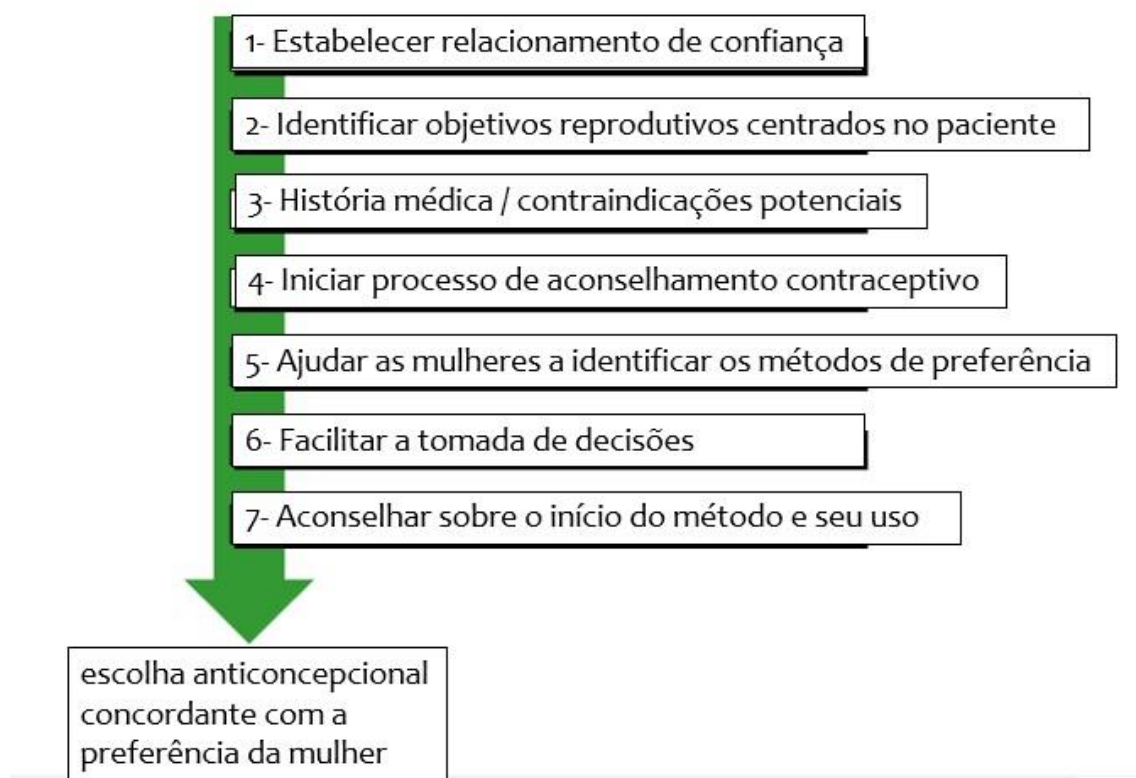 1- Estabelecer relacionamento de confiança
2- Identificar objetivos reprodutivos centrados no paciente
3- História médica / contraindicações potenciais
4- Iniciar processo de aconselhamento contraceptivo
5- Ajudar as mulheres a identificar os métodos de preferência
6- Facilitar a tomada de decisões
7- Aconselhar sobre o início do método e seu uso
escolha anticoncepcional
concordante com a
preferência da mulher